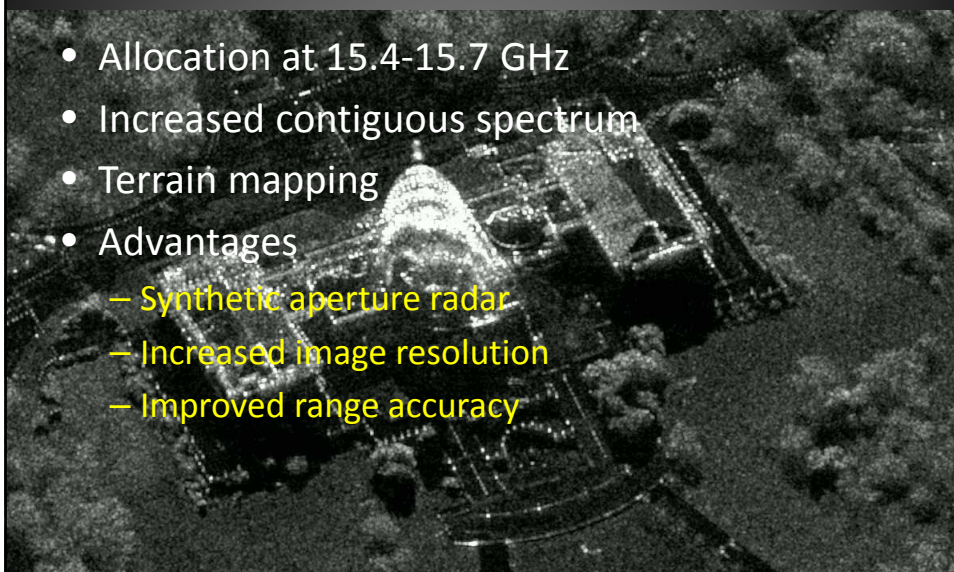 • Allocation at 15.4-15.7 GHz
• Increased contiguous spectrum
• Terrain mapping
• Advantages
– Synthetic aperture radar
– Increased image resolution
– Improved range accuracy